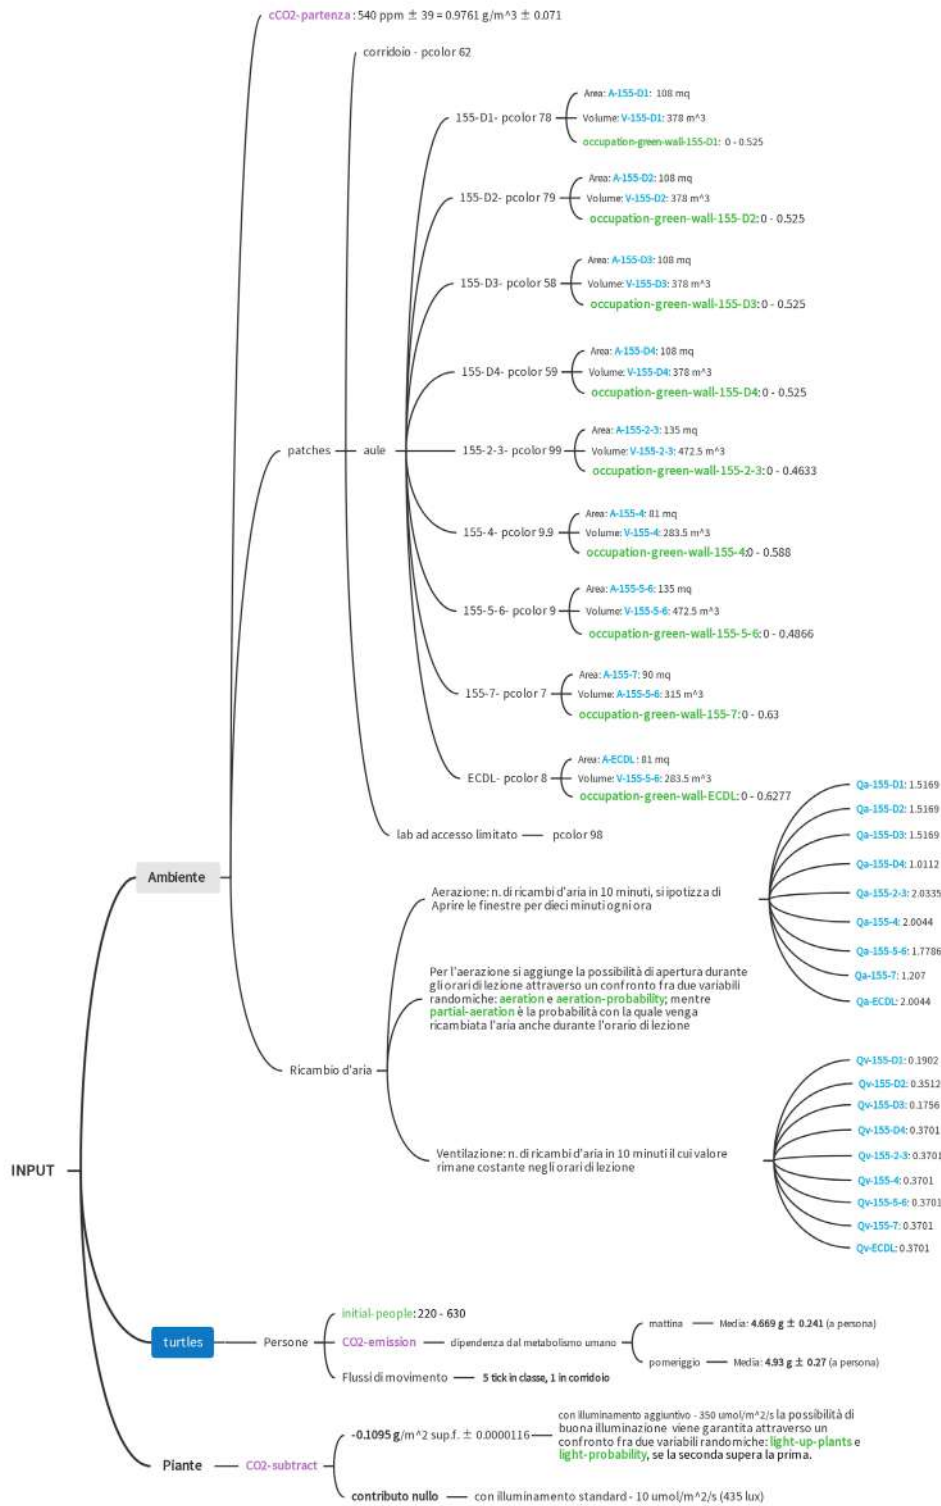 cCO2-partenza : 540 ppm ± 39 = 0.9761 g/m^3 ± 0.071
corridoio - pcolor 62
155-D1- pcolor 78
Area: A-155-D1: 108 mq
Volume: V-155-D1: 378 m^3
occupation-green-wall-155-D1: 0 - 0.525
155-D2- pcolor 79
Area: A-155-D2: 108 mq
Volume: V-155-D2: 378 m^3
occupation-green-wall-155-D2: 0 - 0.525
155-D3- pcolor 58
Area: A-155-D3: 108 mq
Volume: V-155-D3: 378 m^3
occupation-green-wall-155-D3: 0 - 0.525
155-D4- pcolor 59
Area: A-155-D4: 108 mq
Volume: V-155-D4: 378 m^3
occupation-green-wall-155-D4: 0 - 0.525
patches
aule
155-2-3- pcolor 99
Area: A-155-2-3: 135 mq
Volume: V-155-2-3: 472.5 m^3
occupation-green-wall-155-2-3: 0 - 0.4633
155-4- pcolor 9.9
Area: A-155-4: 81 mq
Volume: V-155-4: 283.5 m^3
occupation-green-wall-155-4:0 - 0.588
155-5-6- pcolor 9
Area: A-155-5-6: 135 mq
Volume: V-155-5-6: 472.5 m^3
occupation-green-wall-155-5-6: 0 - 0.4866
155-7- pcolor 7
Area: A-155-7: 90 mq
Volume: A-155-5-6: 315 m^3
occupation-green-wall-155-7: 0 - 0.63
ECDL- pcolor 8
Area: A-ECDL : 81 mq
Volume: V-155-5-6: 283.5 m^3
occupation-green-wall-ECDL: 0 - 0.6277
lab ad accesso limitato
pcolor 98
Ambiente
Aerazione: n. di ricambi d'aria in 10 minuti, si ipotizza di
Aprire le finestre per dieci minuti ogni ora
Qa-155-D1: 1.5169
Qa-155-D2: 1.5169
Qa-155-D3: 1.5169
Qa-155-D4: 1.0112
Qa-155-2-3: 2.0335
Qa-155-4: 2.0044
Qa-155-5-6: 1.7786
Qa-155-7: 1.207
Qa-ECDL: 2.0044
Per l'aerazione si aggiunge la possibilità di apertura durante
gli orari di lezione attraverso un confronto fra due variabili
randomiche: aeration e aeration-probability; mentre
partial-aeration è la probabilità con la quale venga
ricambiata l'aria anche durante l'orario di lezione
Ricambio d'aria
Ventilazione: n. di ricambi d'aria in 10 minuti il cui valore
rimane costante negli orari di lezione
Qv-155-D1: 0.1902
Qv-155-D2: 0.3512
Qv-155-D3: 0.1756
Qv-155-D4: 0.3701
Qv-155-2-3: 0.3701
Qv-155-4: 0.3701
Qv-155-5-6: 0.3701
Qv-155-7: 0.3701
Qv-ECDL: 0.3701
INPUT
turtles
Persone
initial-people: 220 - 630
CO2-emission
dipendenza dal metabolismo umano
mattina
Media: 4.669 g ± 0.241 (a persona)
pomeriggio
Media: 4.93 g ± 0.27 (a persona)
Flussi di movimento
5 tick in classe, 1 in corridoio
Piante
CO2-subtract
-0.1095 g/m^2 sup.f. ± 0.0000116
con illuminamento aggiuntivo - 350 umol/m^2/s la possibilità di
buona illuminazione viene garantita attraverso un
confronto fra due variabili randomiche: light-up-plants e
light-probability, se la seconda supera la prima.
contributo nullo
con illuminamento standard - 10 umol/m^2/s (435 lux)